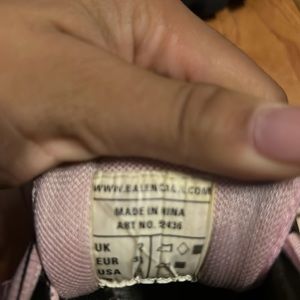 WWW.BALENCIAGA.COM
MADE IN CHINA
ART NO. 2436
UK
EUR
USA